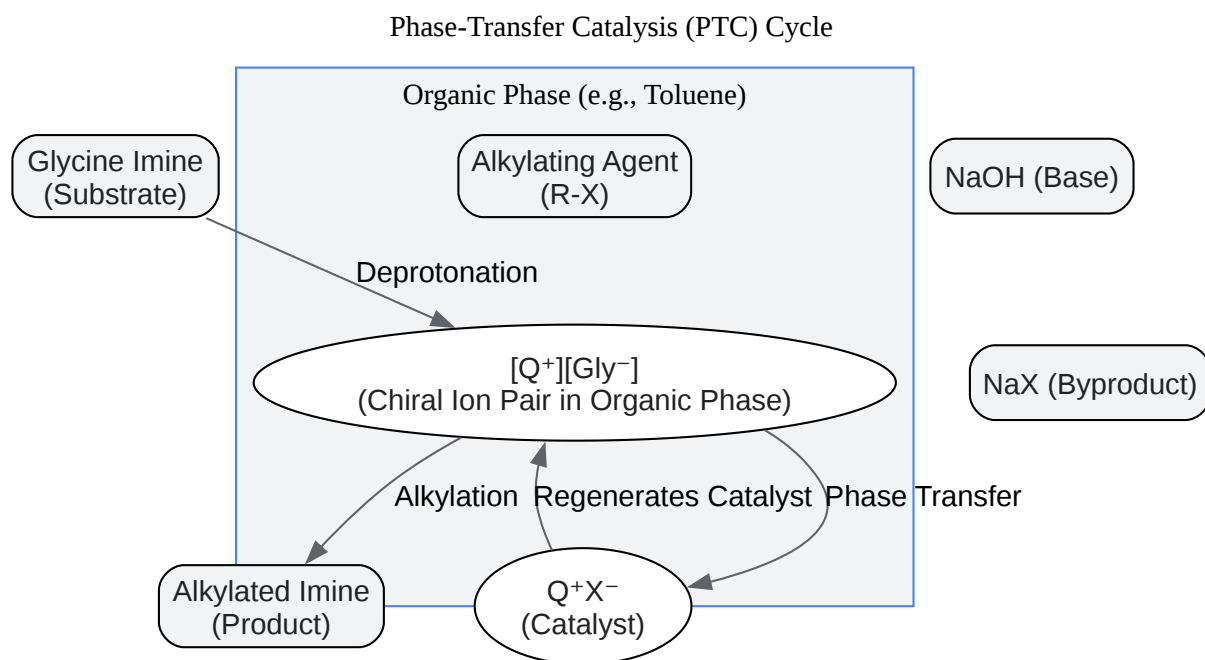 Phase-Transfer Catalysis (PTC) Cycle
Organic Phase (e.g., Toluene)
Glycine Imine
(Substrate)
Alkylating Agent
(R-X)
NaOH (Base)
Deprotonation
[Q⁺][Gly⁻]
(Chiral Ion Pair in Organic Phase)
NaX (Byproduct)
Alkylation
Regenerates Catalyst
Phase Transfer
Alkylated Imine
(Product)
Q⁺X⁻
(Catalyst)